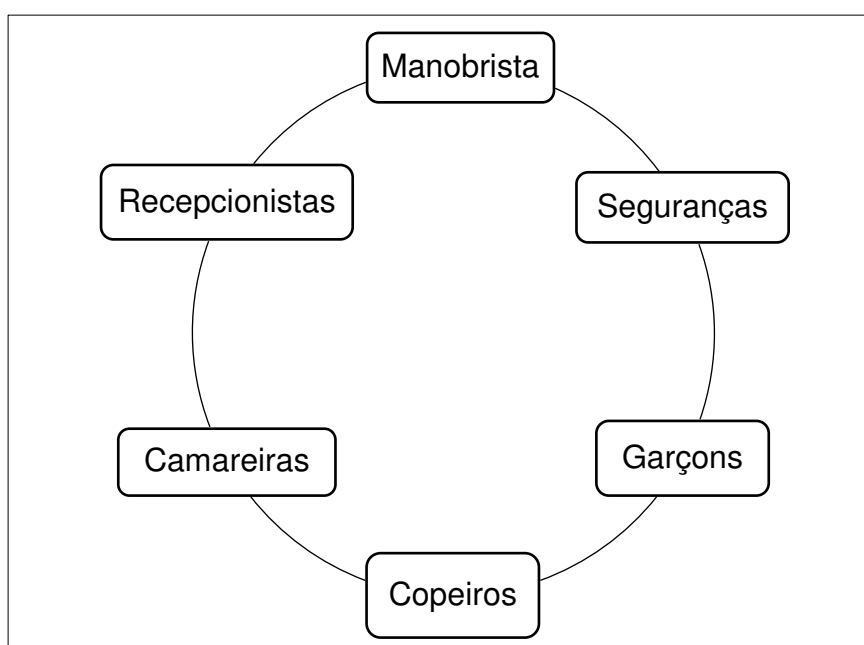 Manobrista
Recepcionistas
Seguranças
Camareiras
Garçons
Copeiros